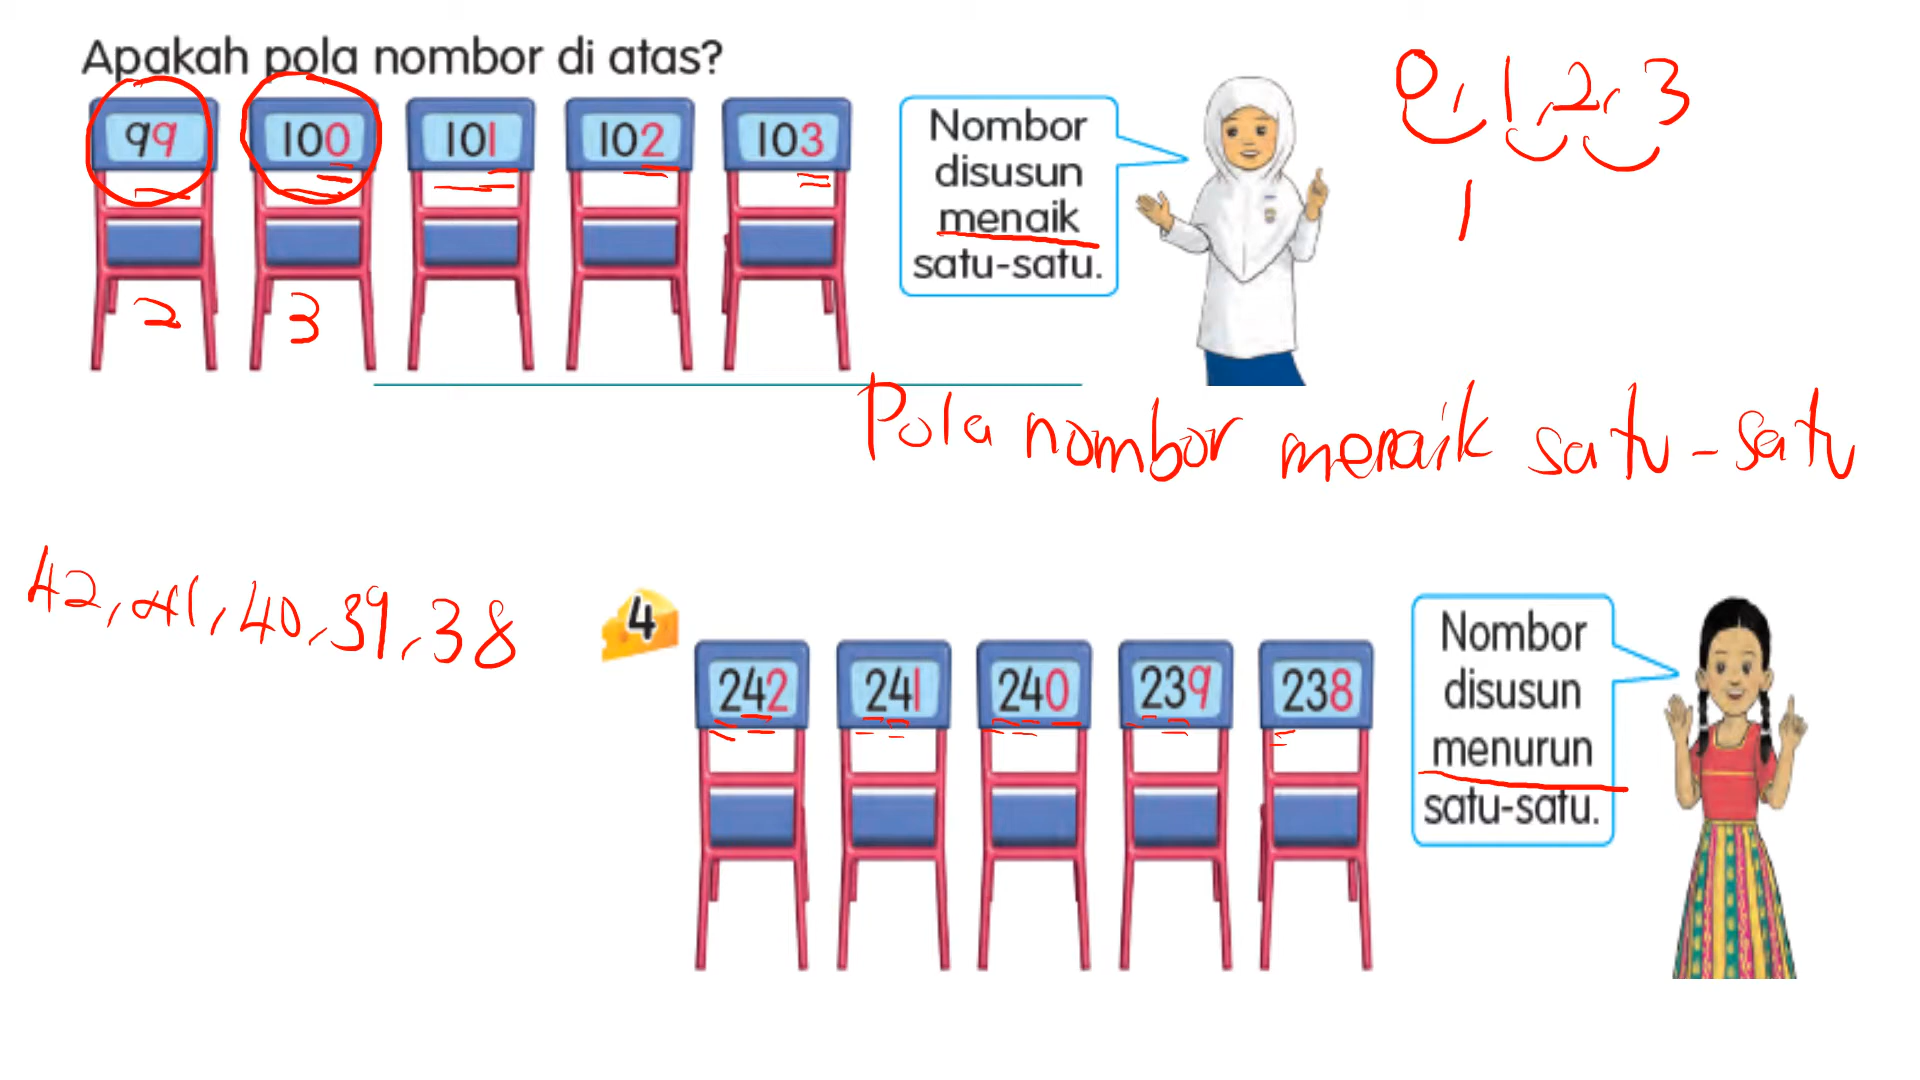 Apakah pola nombor di atas?
99 100 101 102 103
Nombor
disusun
menaik
satu-satu.
0, 1, 2, 3
1
2 3
Pola nombor menaik satu-satu
42, 41, 40, 39, 38
4
242 241 240 239 238
Nombor
disusun
menurun
satu-satu.